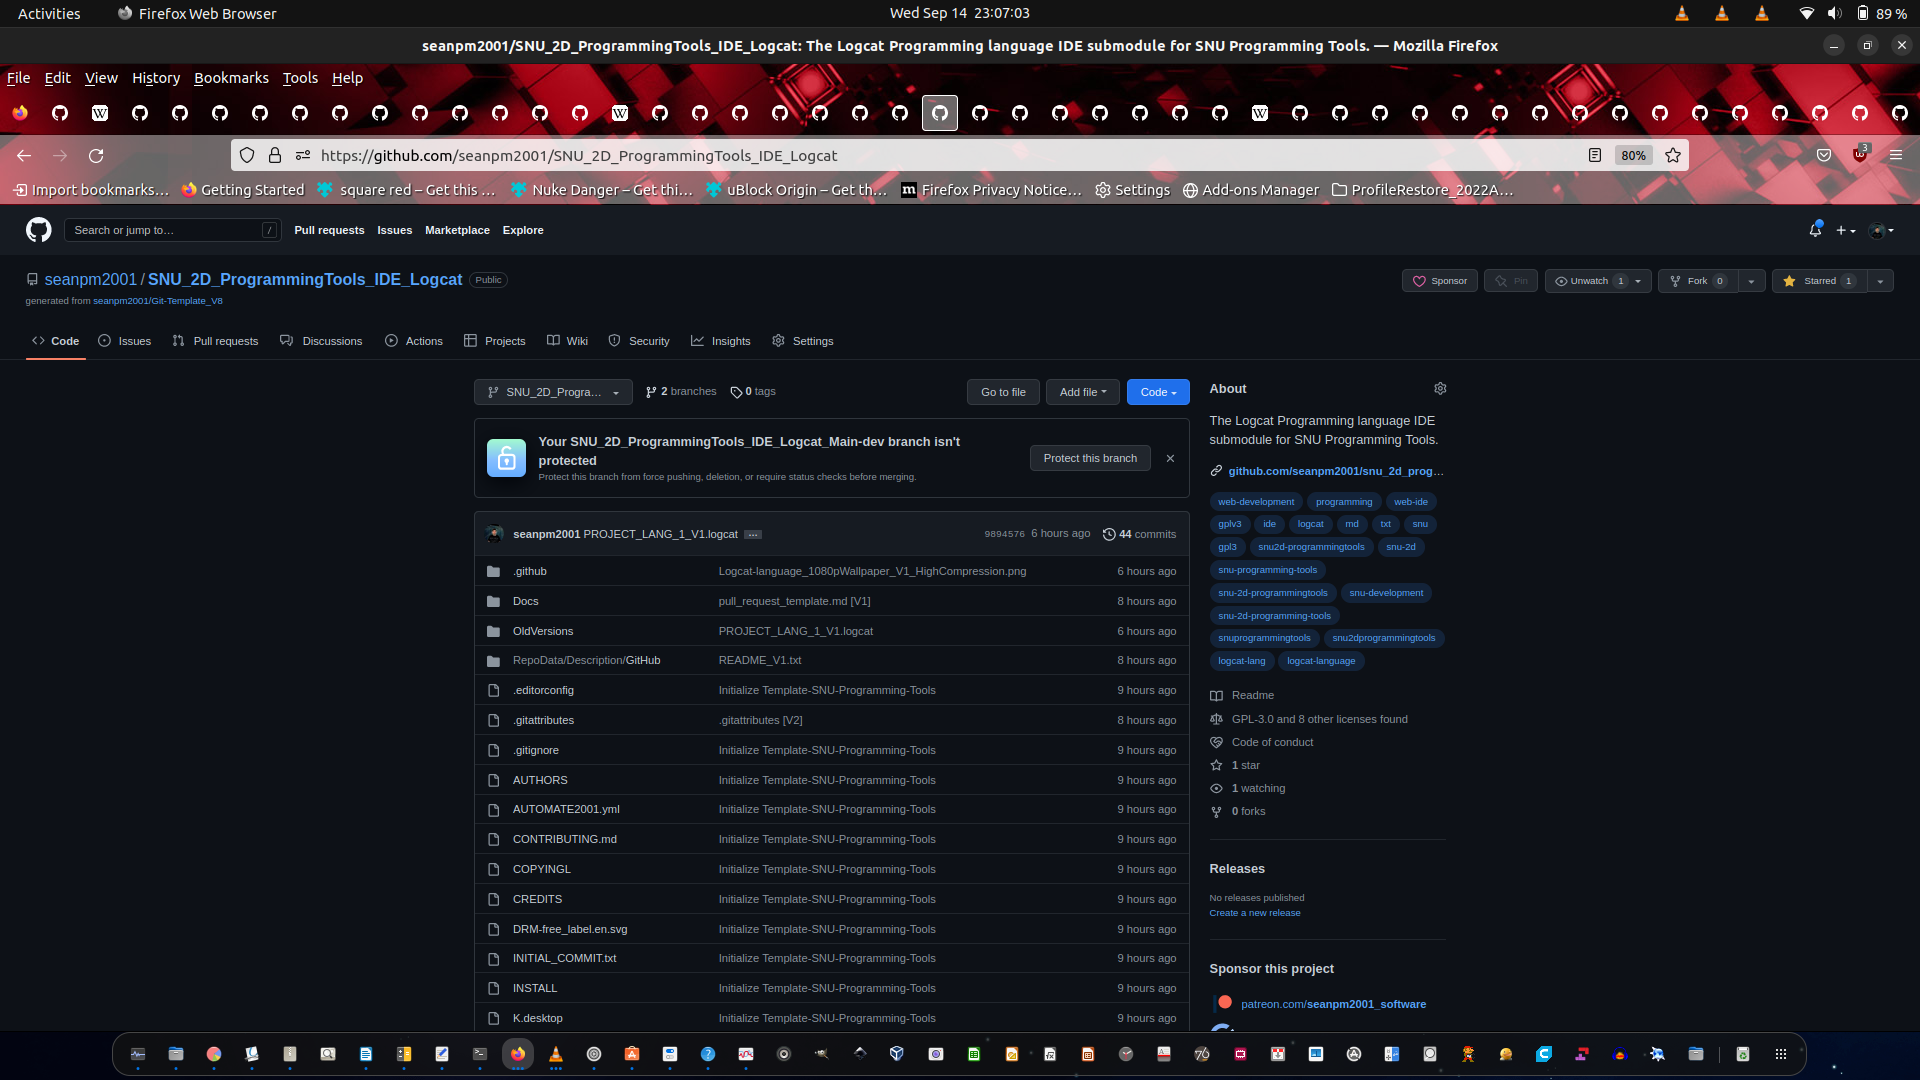 Activities
Firefox Web Browser
Wed Sep 14 23:07:03
89 %
seanpm2001/SNU_2D_ProgrammingTools_IDE_Logcat: The Logcat Programming language IDE submodule for SNU Programming Tools. — Mozilla Firefox
File Edit View History Bookmarks Tools Help
https://github.com/seanpm2001/SNU_2D_ProgrammingTools_IDE_Logcat
80%
3
Import bookmarks…
Getting Started
square red – Get this …
Nuke Danger – Get thi…
uBlock Origin – Get th…
Firefox Privacy Notice…
Settings
Add-ons Manager
ProfileRestore_2022A…
Search or jump to…
/
Pull requests
Issues
Marketplace
Explore
seanpm2001 / SNU_2D_ProgrammingTools_IDE_Logcat
Public
generated from seanpm2001/Git-Template_V8
Sponsor
Pin
Unwatch 1
Fork 0
Starred 1
Code
Issues
Pull requests
Discussions
Actions
Projects
Wiki
Security
Insights
Settings
SNU_2D_Progra…
2 branches
0 tags
Go to file
Add file
Code
Your SNU_2D_ProgrammingTools_IDE_Logcat_Main-dev branch isn't protected
Protect this branch from force pushing, deletion, or require status checks before merging.
Protect this branch
seanpm2001 PROJECT_LANG_1_V1.logcat … 9894576 6 hours ago 44 commits
.github Logcat-language_1080pWallpaper_V1_HighCompression.png 6 hours ago
Docs pull_request_template.md [V1] 8 hours ago
OldVersions PROJECT_LANG_1_V1.logcat 6 hours ago
RepoData/Description/GitHub README_V1.txt 8 hours ago
.editorconfig Initialize Template-SNU-Programming-Tools 9 hours ago
.gitattributes .gitattributes [V2] 8 hours ago
.gitignore Initialize Template-SNU-Programming-Tools 9 hours ago
AUTHORS Initialize Template-SNU-Programming-Tools 9 hours ago
AUTOMATE2001.yml Initialize Template-SNU-Programming-Tools 9 hours ago
CONTRIBUTING.md Initialize Template-SNU-Programming-Tools 9 hours ago
COPYINGL Initialize Template-SNU-Programming-Tools 9 hours ago
CREDITS Initialize Template-SNU-Programming-Tools 9 hours ago
DRM-free_label.en.svg Initialize Template-SNU-Programming-Tools 9 hours ago
INITIAL_COMMIT.txt Initialize Template-SNU-Programming-Tools 9 hours ago
INSTALL Initialize Template-SNU-Programming-Tools 9 hours ago
K.desktop Initialize Template-SNU-Programming-Tools 9 hours ago
About
The Logcat Programming language IDE
submodule for SNU Programming Tools.
github.com/seanpm2001/snu_2d_prog…
web-development programming web-ide
gplv3 ide logcat md txt snu
gpl3 snu2d-programmingtools snu-2d
snu-programming-tools
snu-2d-programmingtools snu-development
snu-2d-programming-tools
snuprogrammingtools snu2dprogrammingtools
logcat-lang logcat-language
Readme
GPL-3.0 and 8 other licenses found
Code of conduct
1 star
1 watching
0 forks
Releases
No releases published
Create a new release
Sponsor this project
patreon.com/seanpm2001_software